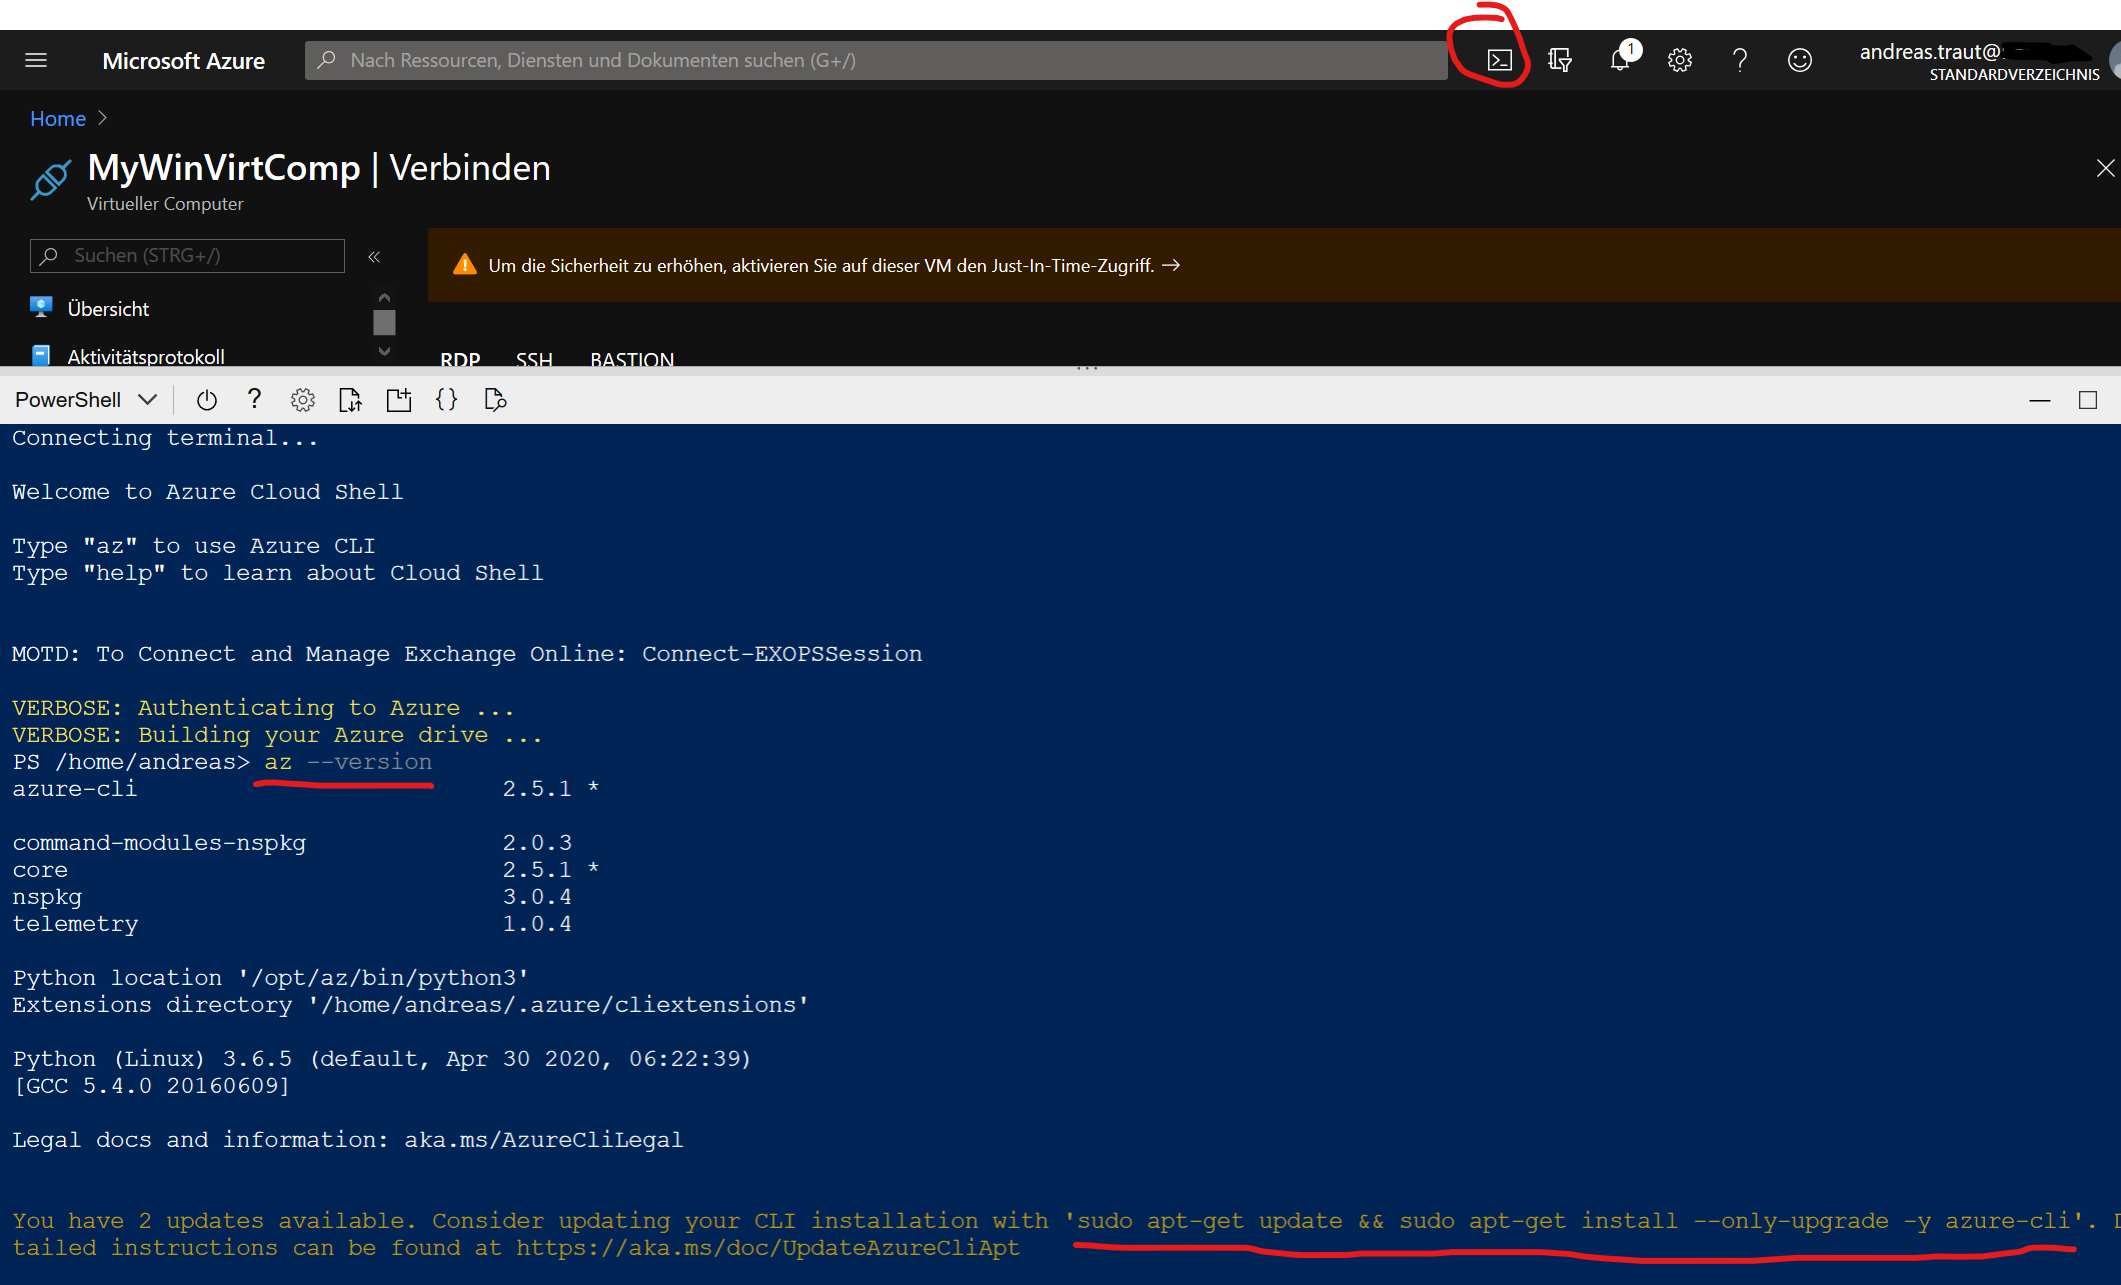 Microsoft Azure
Nach Ressourcen, Diensten und Dokumenten suchen (G+/)
1
andreas.traut@
STANDARDVERZEICHNIS
Home
MyWinVirtComp | Verbinden
Virtueller Computer
Suchen (STRG+/)
Um die Sicherheit zu erhöhen, aktivieren Sie auf dieser VM den Just-In-Time-Zugriff. →
Übersicht
Aktivitätsprotokoll
RDP SSH BASTION
PowerShell
Connecting terminal...
Welcome to Azure Cloud Shell
Type "az" to use Azure CLI
Type "help" to learn about Cloud Shell
MOTD: To Connect and Manage Exchange Online: Connect-EXOPSSession
VERBOSE: Authenticating to Azure ...
VERBOSE: Building your Azure drive ...
PS /home/andreas> az --version
azure-cli 2.5.1 *
command-modules-nspkg 2.0.3
core 2.5.1 *
nspkg 3.0.4
telemetry 1.0.4
Python location '/opt/az/bin/python3'
Extensions directory '/home/andreas/.azure/cliextensions'
Python (Linux) 3.6.5 (default, Apr 30 2020, 06:22:39)
[GCC 5.4.0 20160609]
Legal docs and information: aka.ms/AzureCliLegal
You have 2 updates available. Consider updating your CLI installation with 'sudo apt-get update && sudo apt-get install --only-upgrade -y azure-cli'.
tailed instructions can be found at https://aka.ms/doc/UpdateAzureCliApt